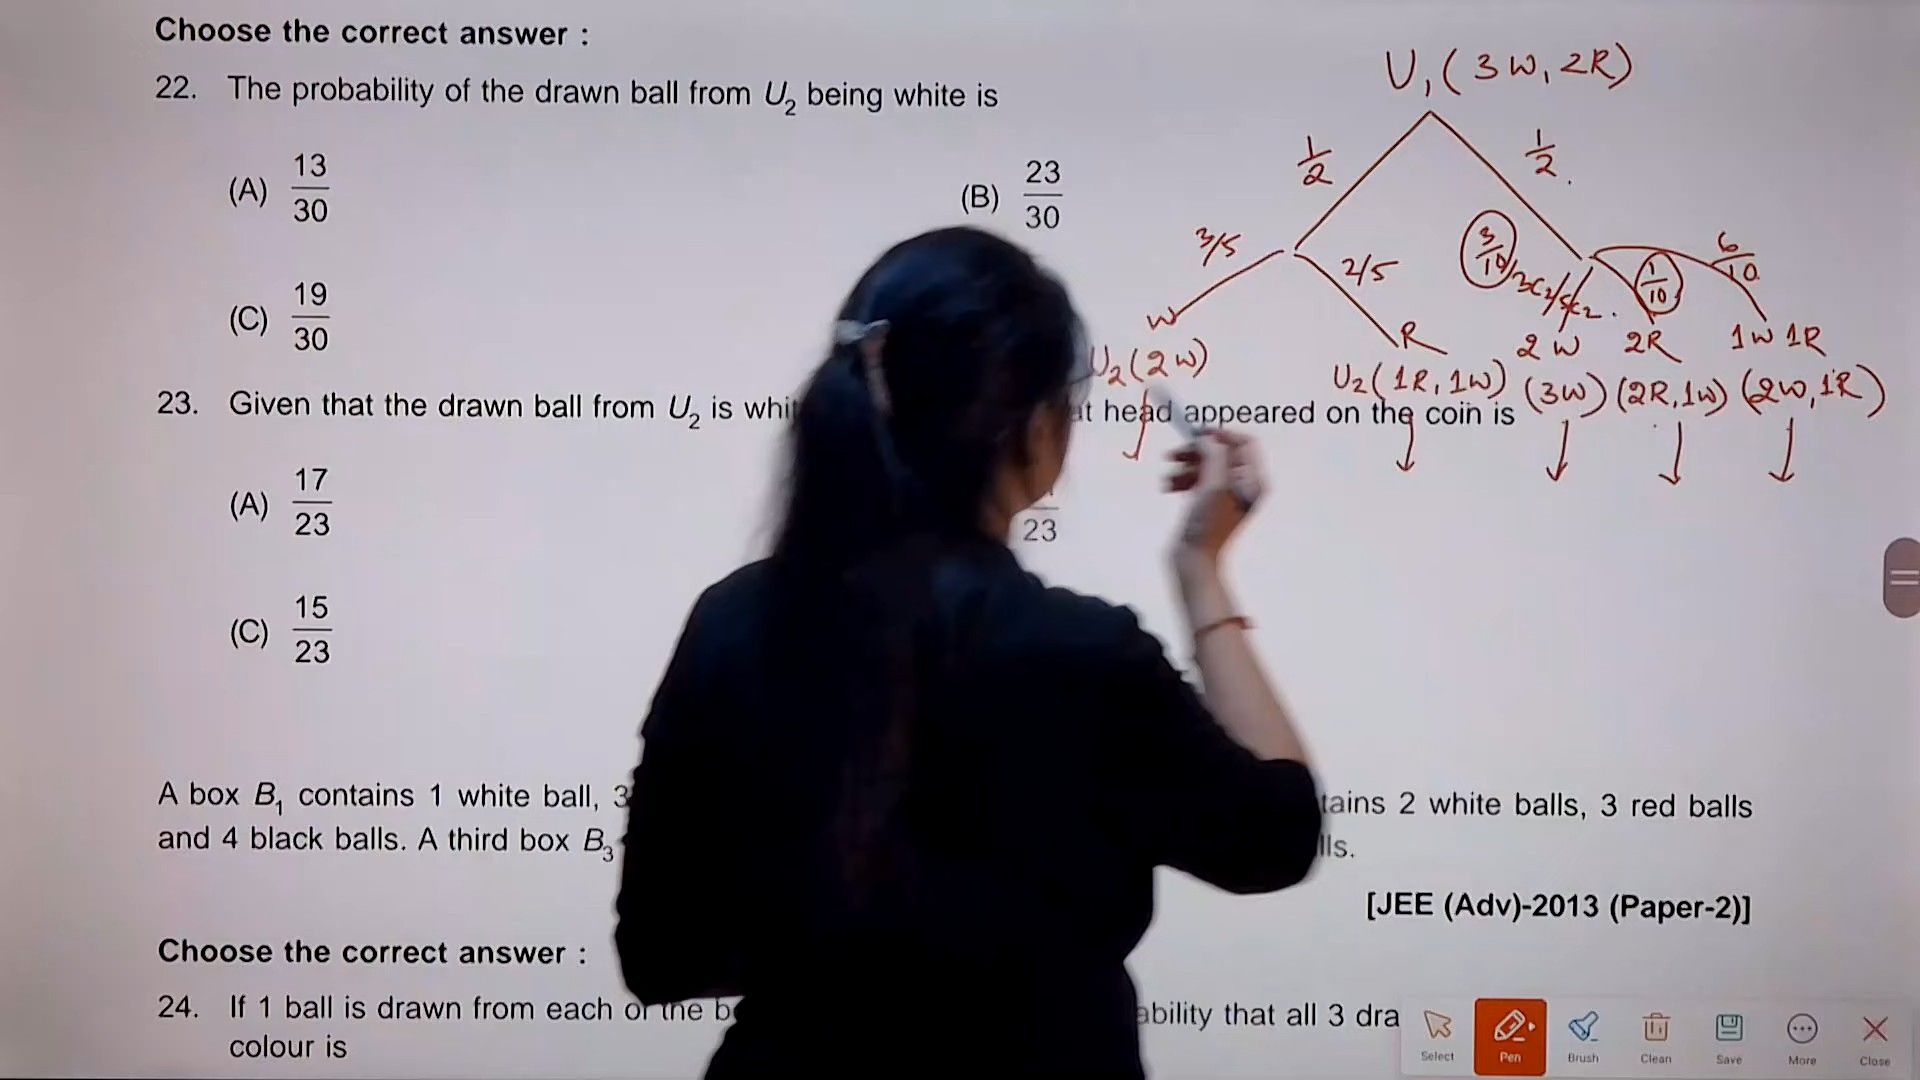 Choose the correct answer :
22. The probability of the drawn ball from U2 being white is
(A) 13/30
(B) 23/30
(C) 19/30
23. Given that the drawn ball from U2 is whi at head appeared on the coin is
(A) 17/23
23
(C) 15/23
A box B1 contains 1 white ball, 3 tains 2 white balls, 3 red balls
and 4 black balls. A third box B3 lls.
[JEE (Adv)-2013 (Paper-2)]
Choose the correct answer :
24. If 1 ball is drawn from each of the b ability that all 3 dra
colour is
U1 (3W, 2R)
1/2 1/2
3/5 2/5 3/10 3C2/5C2 1/10 6/10
W R 2W 2R 1W 1R
U2 (2W) U2 (1R, 1W) (3W) (2R, 1W) (2W, 1R)
Select Pen Brush Clean Save More Close